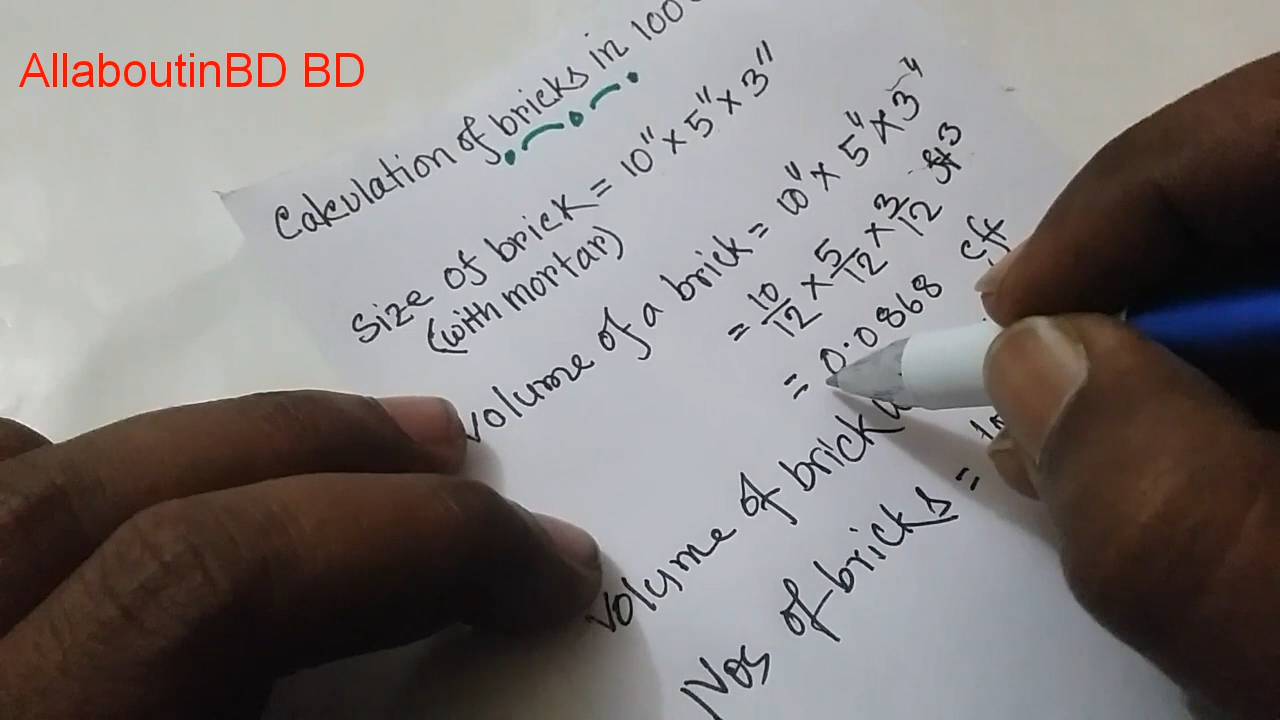 AllaboutinBD BD
Calculation of bricks in 100
Size of brick = 10" x 5" x 3"
(with mortar)
Volume of a brick = 10" x 5" x 3"
= 10/12 x 5/12 x 3/12 ft3
= 0.0868 cft
Volume of brick
Nos of bricks =